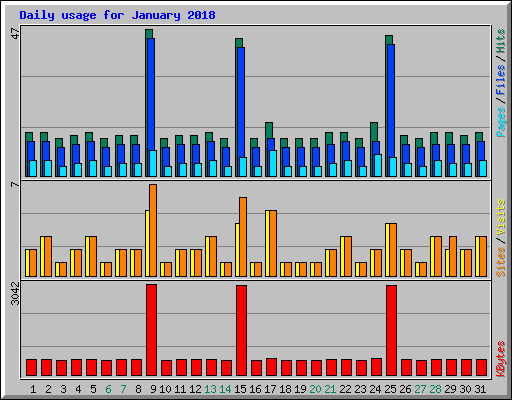 Daily usage for January 2018
47
Pages / Files / Hits
7
Sites / Visits
3042
KBytes
1 2 3 4 5 6 7 8 9 10 11 12 13 14 15 16 17 18 19 20 21 22 23 24 25 26 27 28 29 30 31